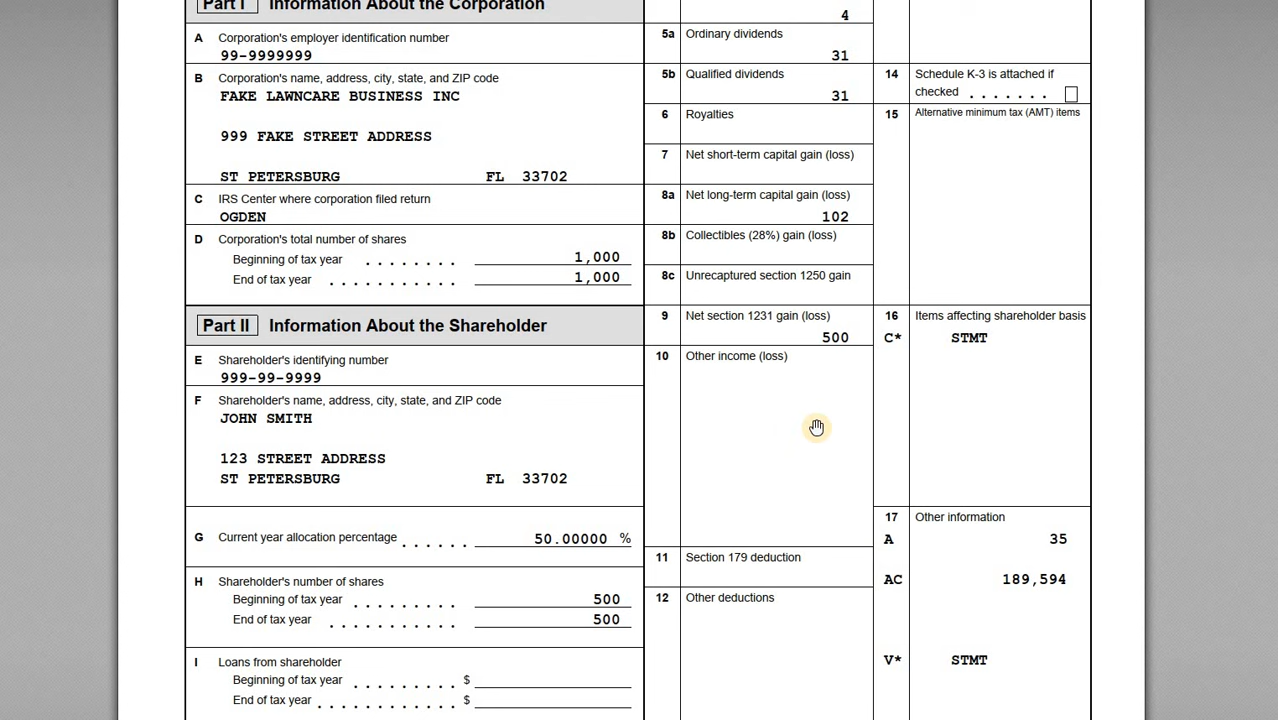 Part I Information About the Corporation
A Corporation's employer identification number
99-9999999
B Corporation's name, address, city, state, and ZIP code
FAKE LAWNCARE BUSINESS INC
999 FAKE STREET ADDRESS
ST PETERSBURG FL 33702
C IRS Center where corporation filed return
OGDEN
D Corporation's total number of shares
Beginning of tax year . . . . . . . . 1,000
End of tax year . . . . . . . . . . . 1,000
Part II Information About the Shareholder
E Shareholder's identifying number
999-99-9999
F Shareholder's name, address, city, state, and ZIP code
JOHN SMITH
123 STREET ADDRESS
ST PETERSBURG FL 33702
G Current year allocation percentage . . . . . . 50.00000 %
H Shareholder's number of shares
Beginning of tax year . . . . . . . . 500
End of tax year . . . . . . . . . . 500
I Loans from shareholder
Beginning of tax year . . . . . . . . $
End of tax year . . . . . . . . . . . $
4
5a Ordinary dividends
31
5b Qualified dividends
31
6 Royalties
7 Net short-term capital gain (loss)
8a Net long-term capital gain (loss)
102
8b Collectibles (28%) gain (loss)
8c Unrecaptured section 1250 gain
9 Net section 1231 gain (loss)
500
10 Other income (loss)
11 Section 179 deduction
12 Other deductions
14 Schedule K-3 is attached if
checked . . . . . . .
15 Alternative minimum tax (AMT) items
16 Items affecting shareholder basis
C* STMT
17 Other information
A 35
AC 189,594
V* STMT